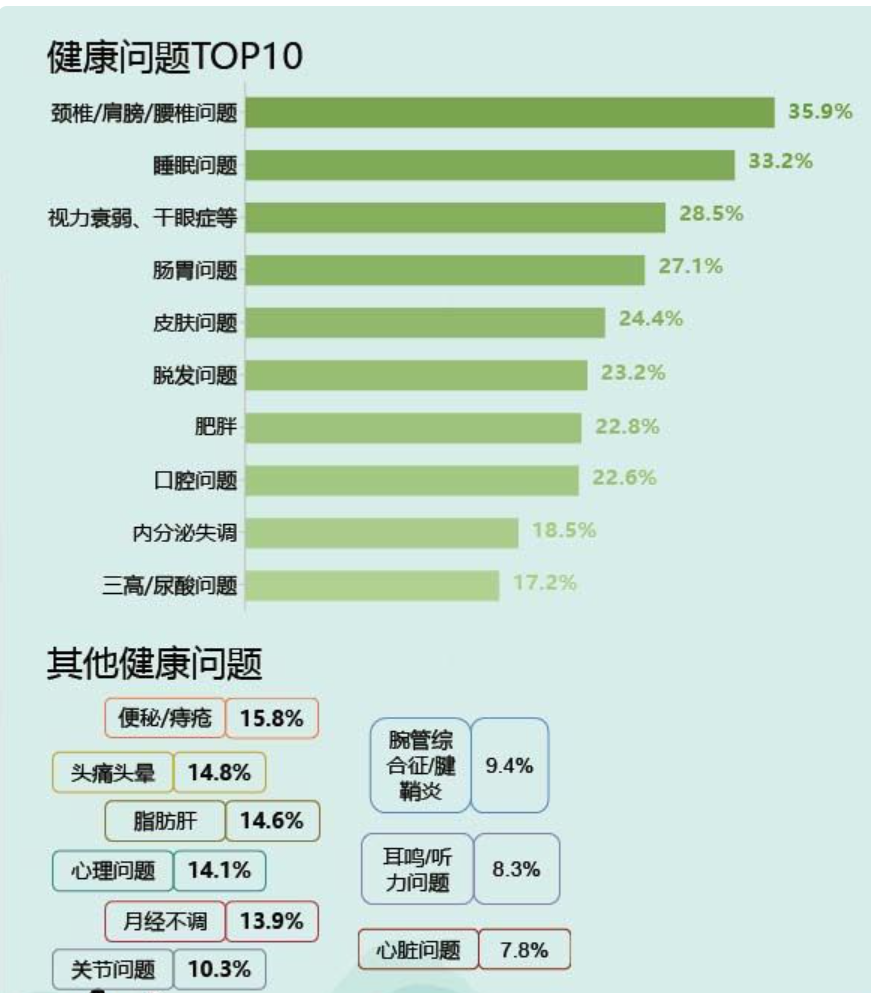 健康问题TOP10
颈椎/肩膀/腰椎问题 35.9%
睡眠问题 33.2%
视力衰弱、干眼症等 28.5%
肠胃问题 27.1%
皮肤问题 24.4%
脱发问题 23.2%
肥胖 22.8%
口腔问题 22.6%
内分泌失调 18.5%
三高/尿酸问题 17.2%
其他健康问题
便秘/痔疮 15.8%
头痛头晕 14.8%
脂肪肝 14.6%
心理问题 14.1%
月经不调 13.9%
关节问题 10.3%
腕管综
合征/腱 9.4%
鞘炎
耳鸣/听
力问题 8.3%
心脏问题 7.8%